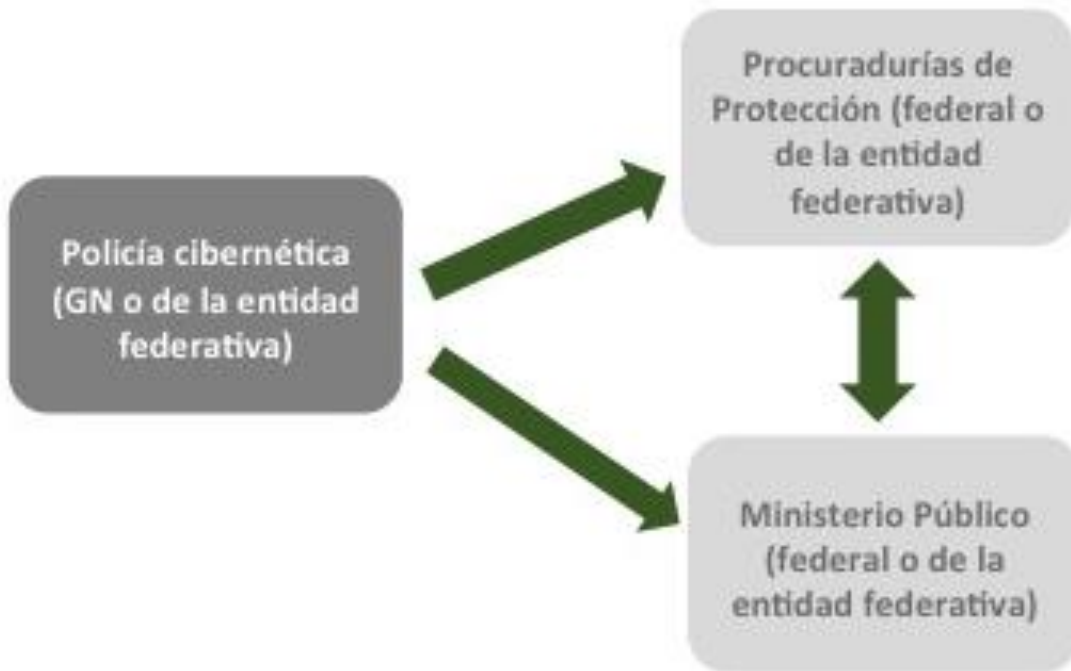 Procuradurías de
Protección (federal o
de la entidad
federativa)
Policía cibernética
(GN o de la entidad
federativa)
Ministerio Público
(federal o de la
entidad federativa)